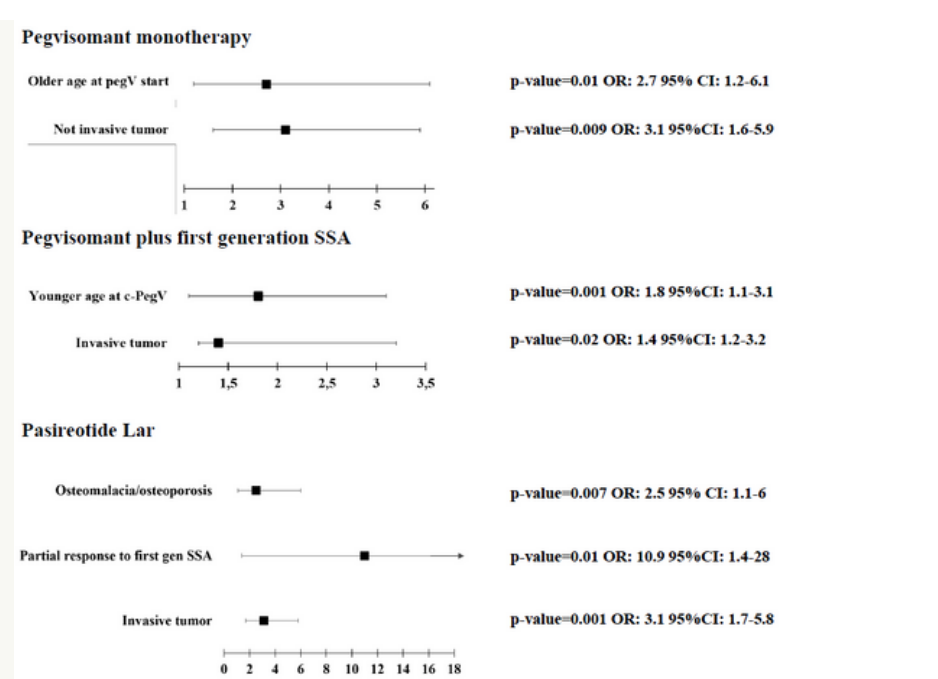 Pegvisomant monotherapy
Older age at pegV start p-value=0.01 OR: 2.7 95% CI: 1.2-6.1
Not invasive tumor p-value=0.009 OR: 3.1 95%CI: 1.6-5.9
1 2 3 4 5 6
Pegvisomant plus first generation SSA
Younger age at c-PegV p-value=0.001 OR: 1.8 95%CI: 1.1-3.1
Invasive tumor p-value=0.02 OR: 1.4 95%CI: 1.2-3.2
1 1,5 2 2,5 3 3,5
Pasireotide Lar
Osteomalacia/osteoporosis p-value=0.007 OR: 2.5 95% CI: 1.1-6
Partial response to first gen SSA p-value=0.01 OR: 10.9 95%CI: 1.4-28
Invasive tumor p-value=0.001 OR: 3.1 95%CI: 1.7-5.8
0 2 4 6 8 10 12 14 16 18